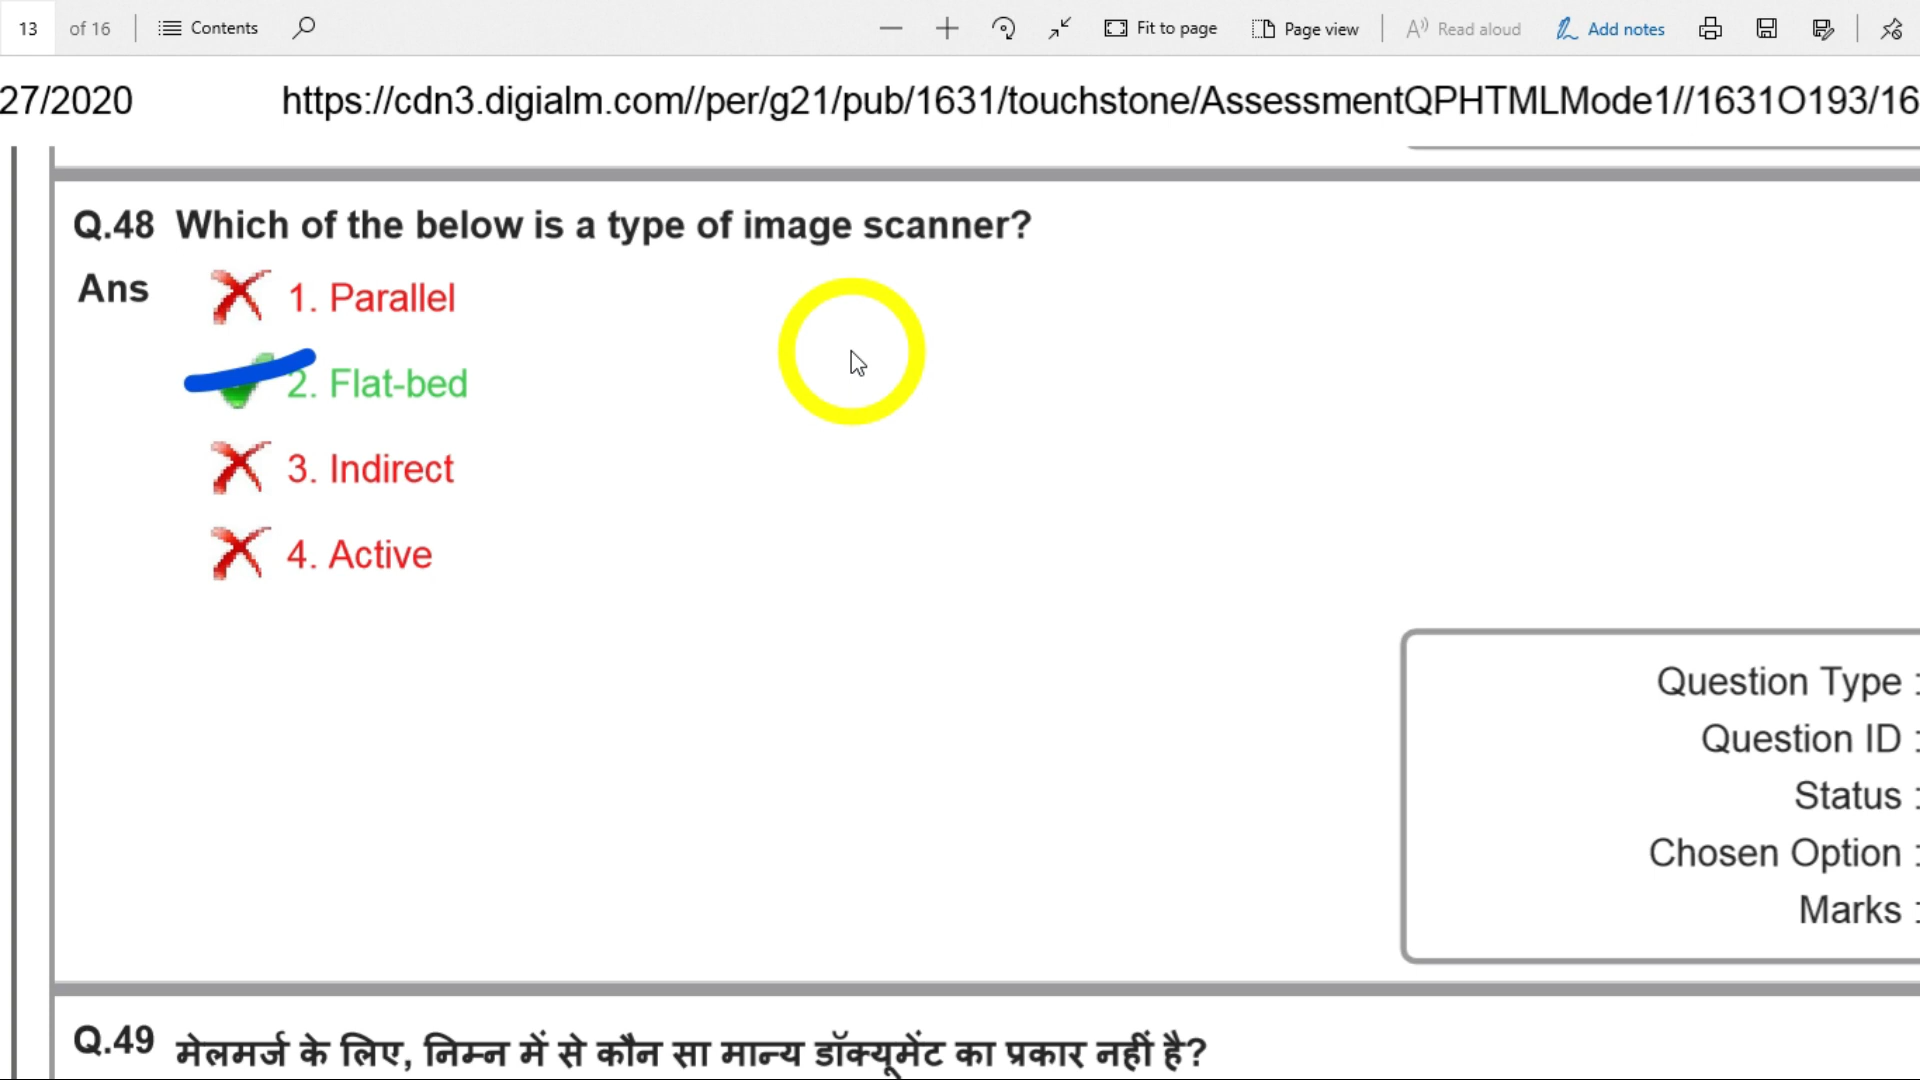 13 of 16 Contents Fit to page Page view Read aloud Add notes
27/2020 https://cdn3.digialm.com//per/g21/pub/1631/touchstone/AssessmentQPHTMLMode1//1631O193/16
Q.48 Which of the below is a type of image scanner?
Ans 1. Parallel
2. Flat-bed
3. Indirect
4. Active
Question Type :
Question ID :
Status :
Chosen Option :
Marks :
Q.49 मेलमर्ज के लिए, निम्न में से कौन सा मान्य डॉक्यूमेंट का प्रकार नहीं है?